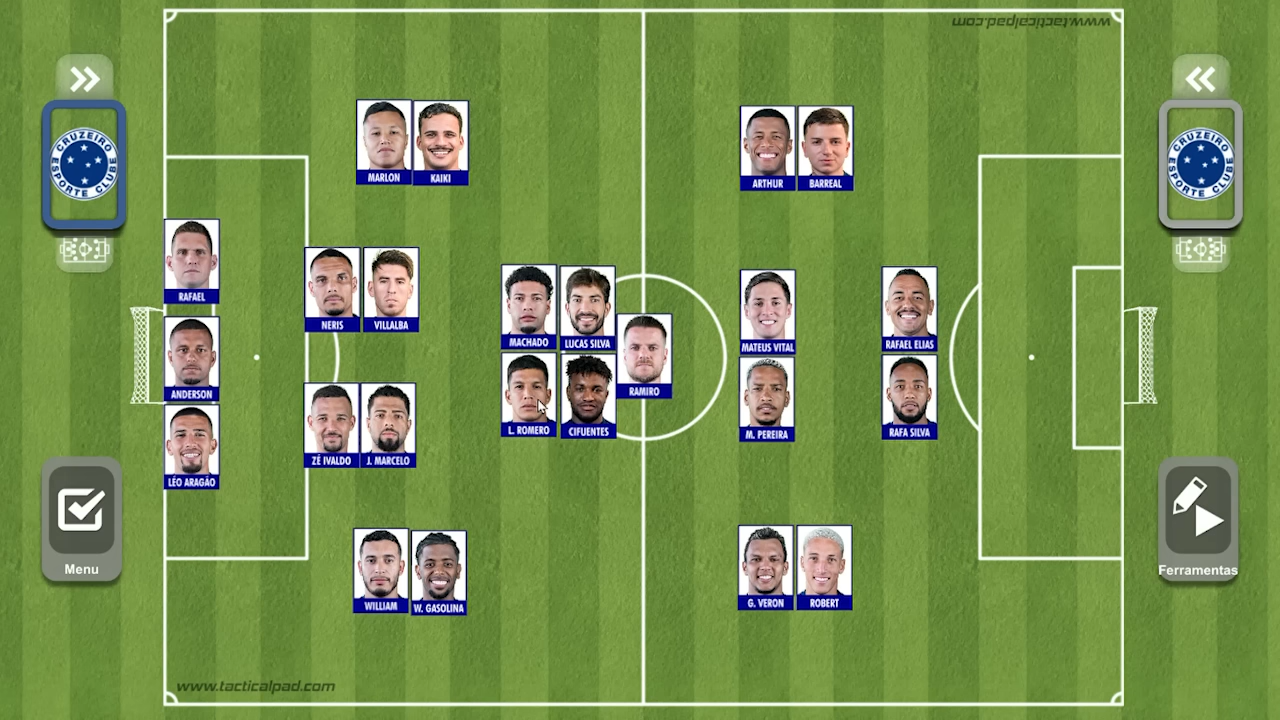 www.tacticalpad.com
CRUZEIRO ESPORTE CLUBE
CRUZEIRO ESPORTE CLUBE
MARLON
KAIKI
ARTHUR
BARREAL
RAFAEL
NERIS
VILLALBA
MACHADO
LUCAS SILVA
RAMIRO
MATEUS VITAL
RAFAEL ELIAS
ANDERSON
L. ROMERO
CIFUENTES
M. PEREIRA
RAFA SILVA
ZÉ IVALDO
J. MARCELO
LÉO ARAGÃO
Menu
Ferramentas
WILLIAM
W. GASOLINA
G. VERON
ROBERT
www.tacticalpad.com